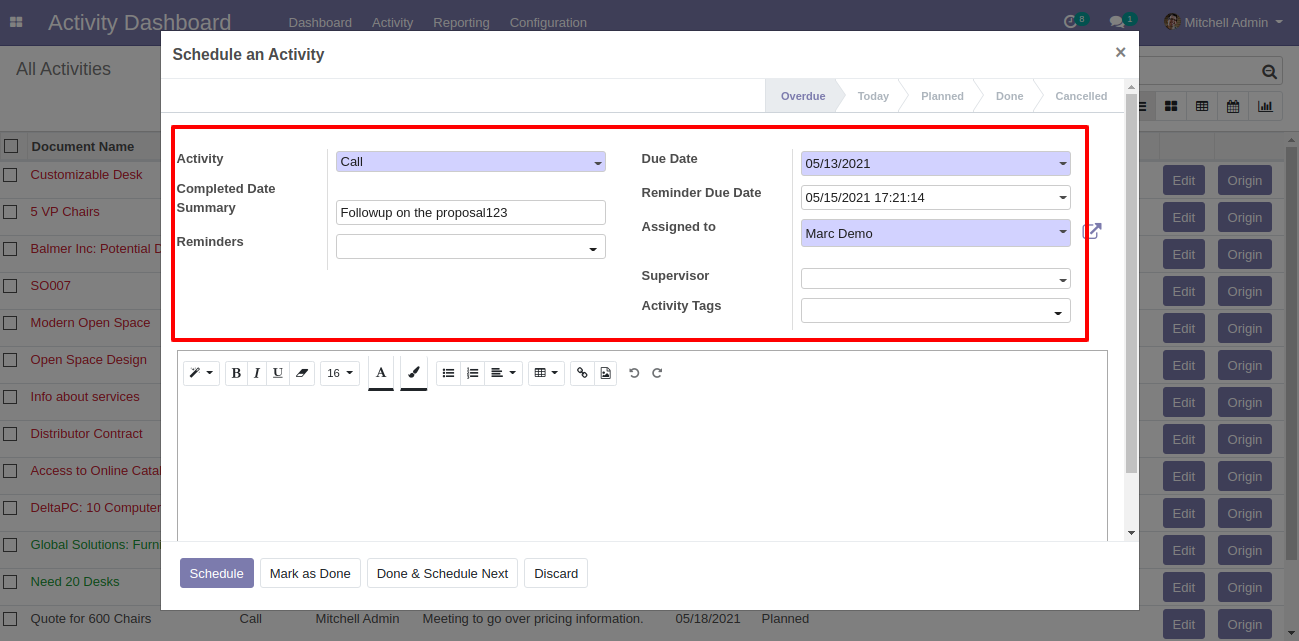 Activity Dashboard Dashboard Activity Reporting Configuration 8 1 Mitchell Admin
Schedule an Activity ×
All Activities
Overdue Today Planned Done Cancelled
Document Name
Activity Call Due Date 05/13/2021
Customizable Desk Edit Origin
Completed Date Reminder Due Date 05/15/2021 17:21:14
Summary Followup on the proposal123
5 VP Chairs Edit Origin
Assigned to Marc Demo
Reminders
Balmer Inc: Potential D Edit Origin
Supervisor
SO007 Edit Origin
Activity Tags
Modern Open Space Edit Origin
Open Space Design Edit Origin
B I U 16 A
Info about services Edit Origin
Distributor Contract Edit Origin
Access to Online Catal Edit Origin
DeltaPC: 10 Computer Edit Origin
Global Solutions: Furni Edit Origin
Schedule Mark as Done Done & Schedule Next Discard
Need 20 Desks Edit Origin
Quote for 600 Chairs Call Mitchell Admin Meeting to go over pricing information. 05/18/2021 Planned Edit Origin